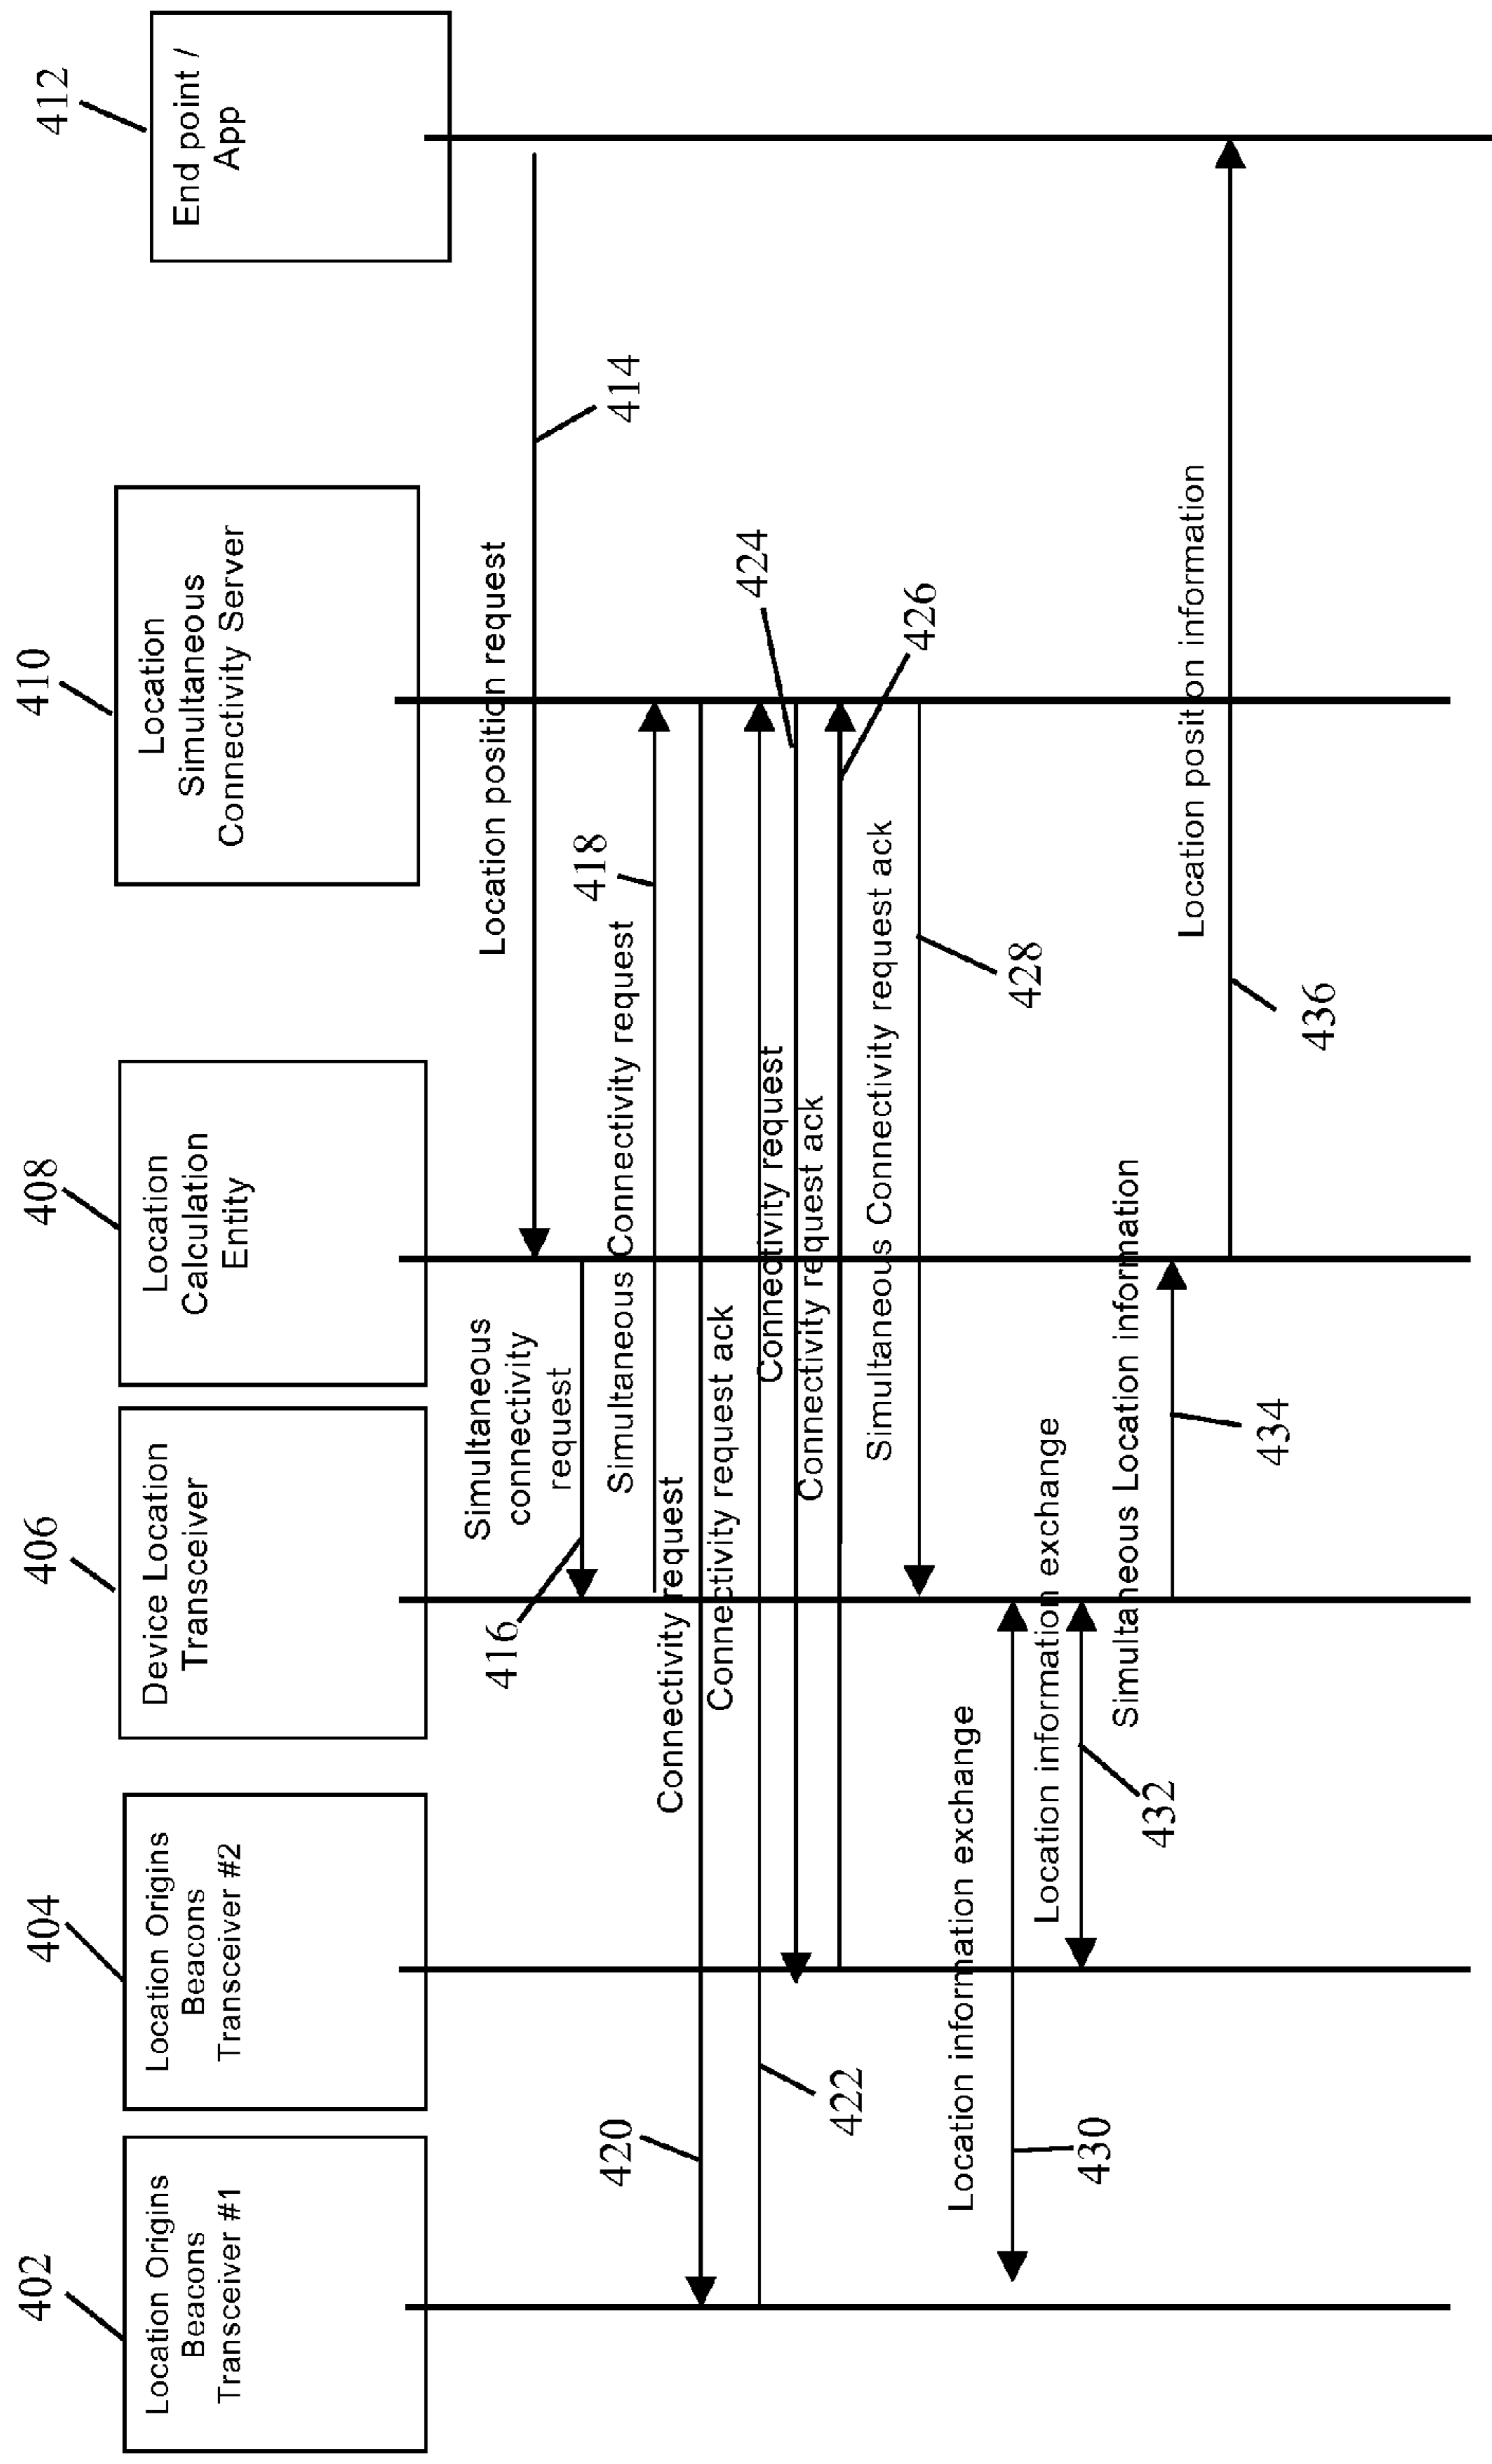 402
404
406
408
410
412
Location Origins
Beacons
Transceiver #1
Location Origins
Beacons
Transceiver #2
Device Location
Transceiver
Location
Calculation
Entity
Location
Simultaneous
Connectivity Server
End point /
App
Location position request
414
Simultaneous
connectivity
request
416
Simultaneous Connectivity request
418
Connectivity request
420
Connectivity request ack
422
Connectivity request
424
Connectivity request ack
426
Simultaneous Connectivity request ack
428
Location information exchange
430
Location information exchange
432
Simultaneous Location information
434
Location position information
436